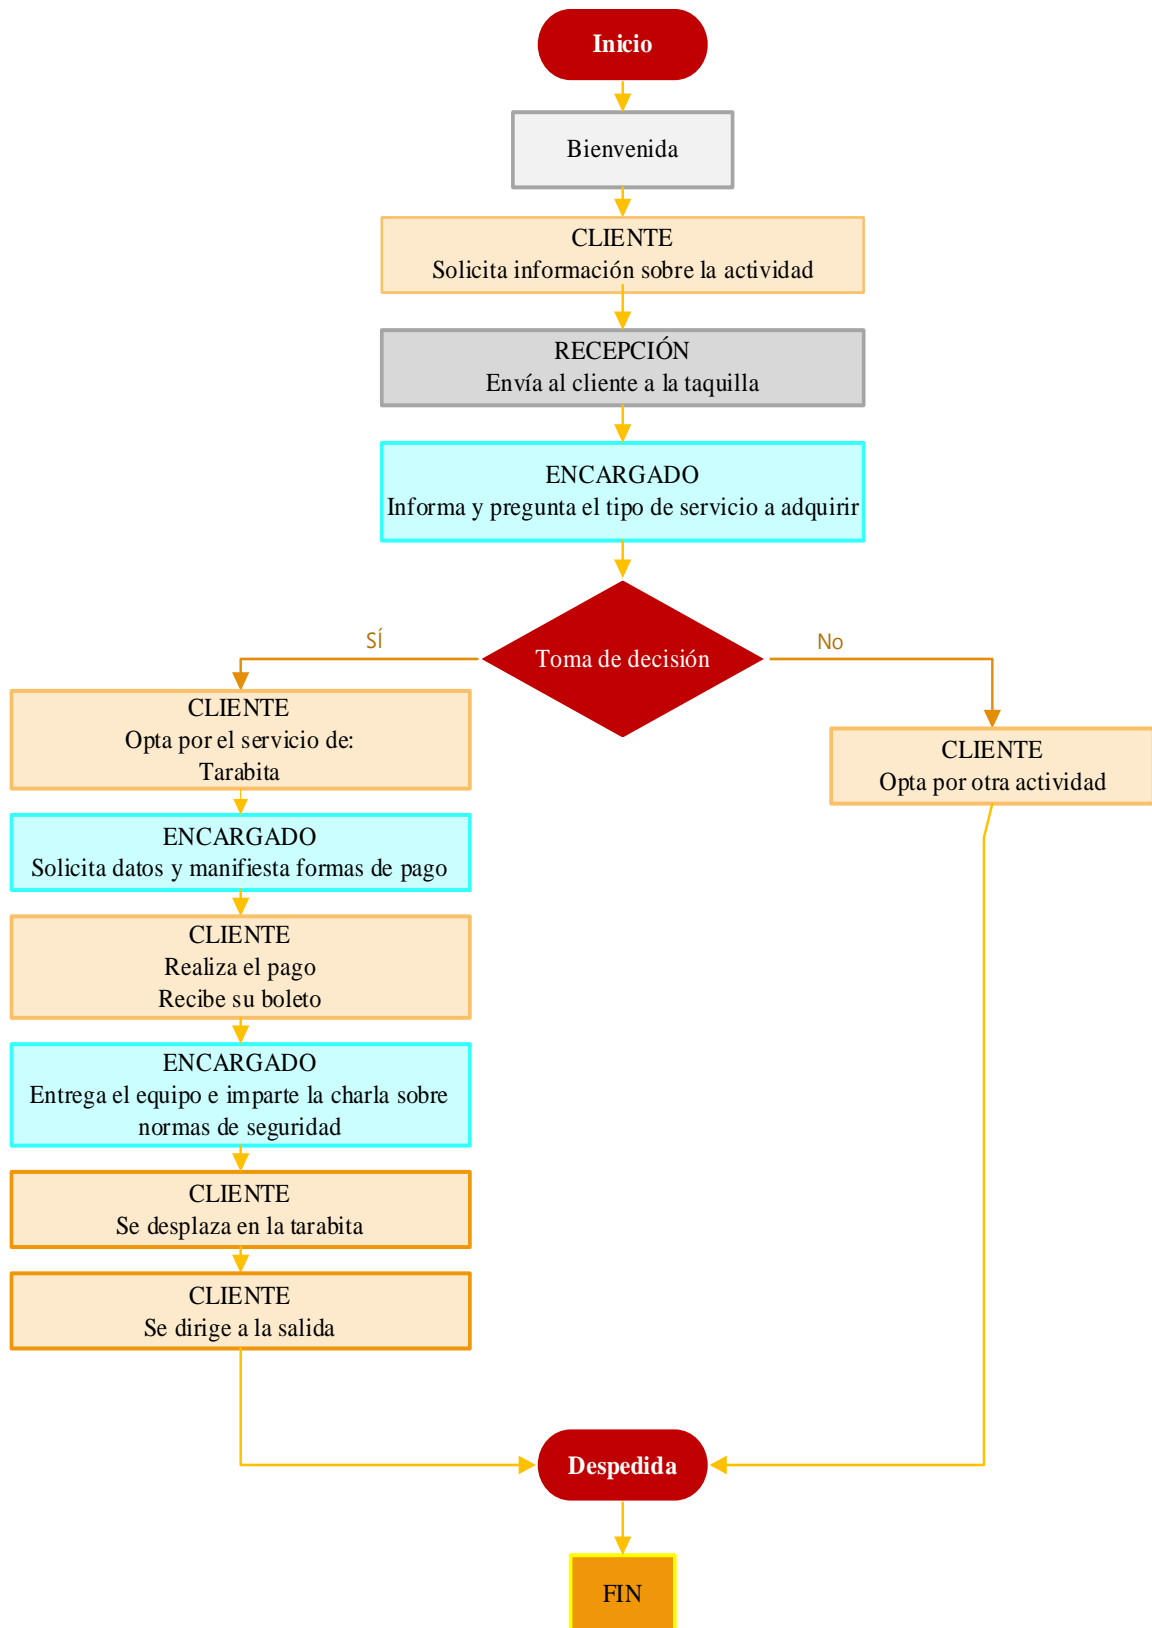 Inicio
Bienvenida
CLIENTE
Solicita información sobre la actividad
RECEPCIÓN
Envía al cliente a la taquilla
ENCARGADO
Informa y pregunta el tipo de servicio a adquirir
Toma de decisión
SÍ
No
CLIENTE
Opta por el servicio de:
Tarabita
CLIENTE
Opta por otra actividad
ENCARGADO
Solicita datos y manifiesta formas de pago
CLIENTE
Realiza el pago
Recibe su boleto
ENCARGADO
Entrega el equipo e imparte la charla sobre
normas de seguridad
CLIENTE
Se desplaza en la tarabita
CLIENTE
Se dirige a la salida
Despedida
FIN